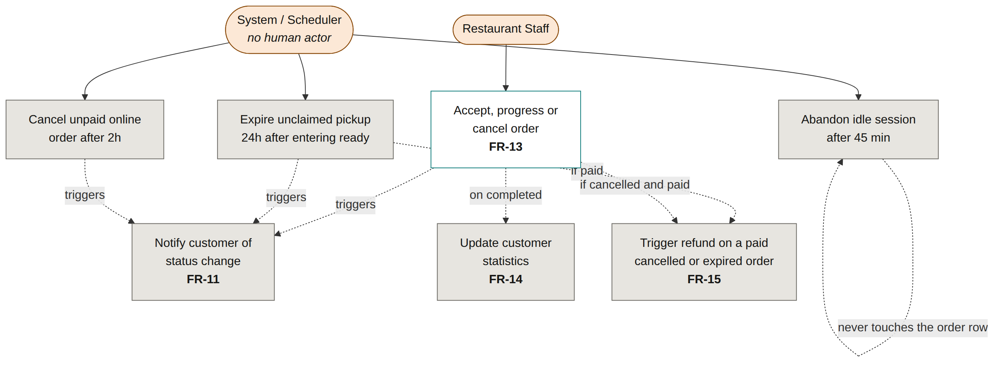 System / Scheduler
no human actor
Restaurant Staff
Cancel unpaid online
order after 2h
Expire unclaimed pickup
24h after entering ready
Accept, progress or
cancel order
FR-13
Abandon idle session
after 45 min
if paid
if cancelled and paid
triggers
triggers
triggers
on completed
Notify customer of
status change
FR-11
Update customer
statistics
FR-14
Trigger refund on a paid
cancelled or expired order
FR-15
never touches the order row